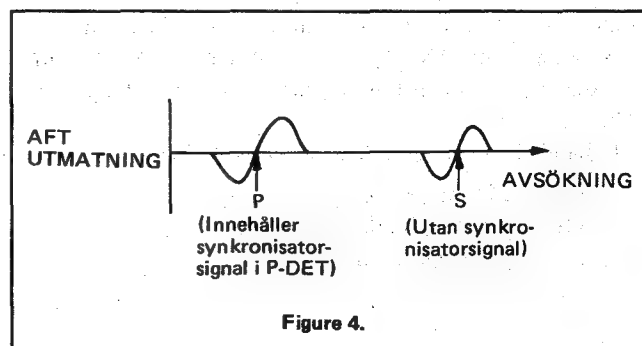 AFT
UTMATNING
AVSÖKNING
P
S
(Innehåller
synkronisator-
signal i P-DET)
(Utan synkro-
nisatorsignal)
Figure 4.